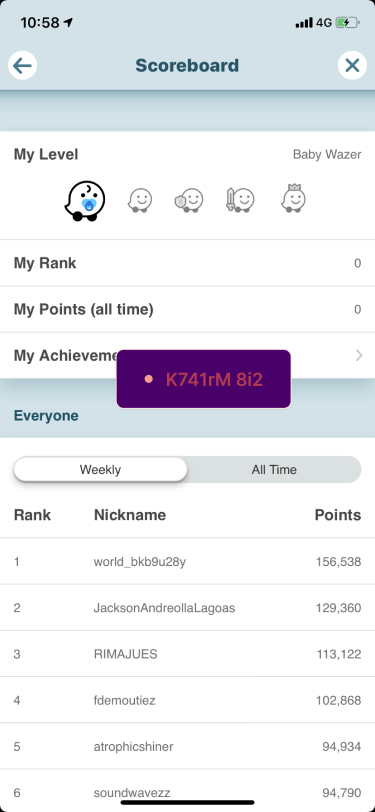 10:58
4G
Scoreboard
My Level Baby Wazer
My Rank 0
My Points (all time) 0
My
K741rM 8i2
Everyone
Weekly All Time
Rank Nickname Points
1 world_bkb9u28y 156,538
2 JacksonAndreollaLagoas 129,360
3 RIMAJUES 113,122
4 fdemoutiez 102,868
5 atrophicshiner 94,934
6 soundwavezz 94,790